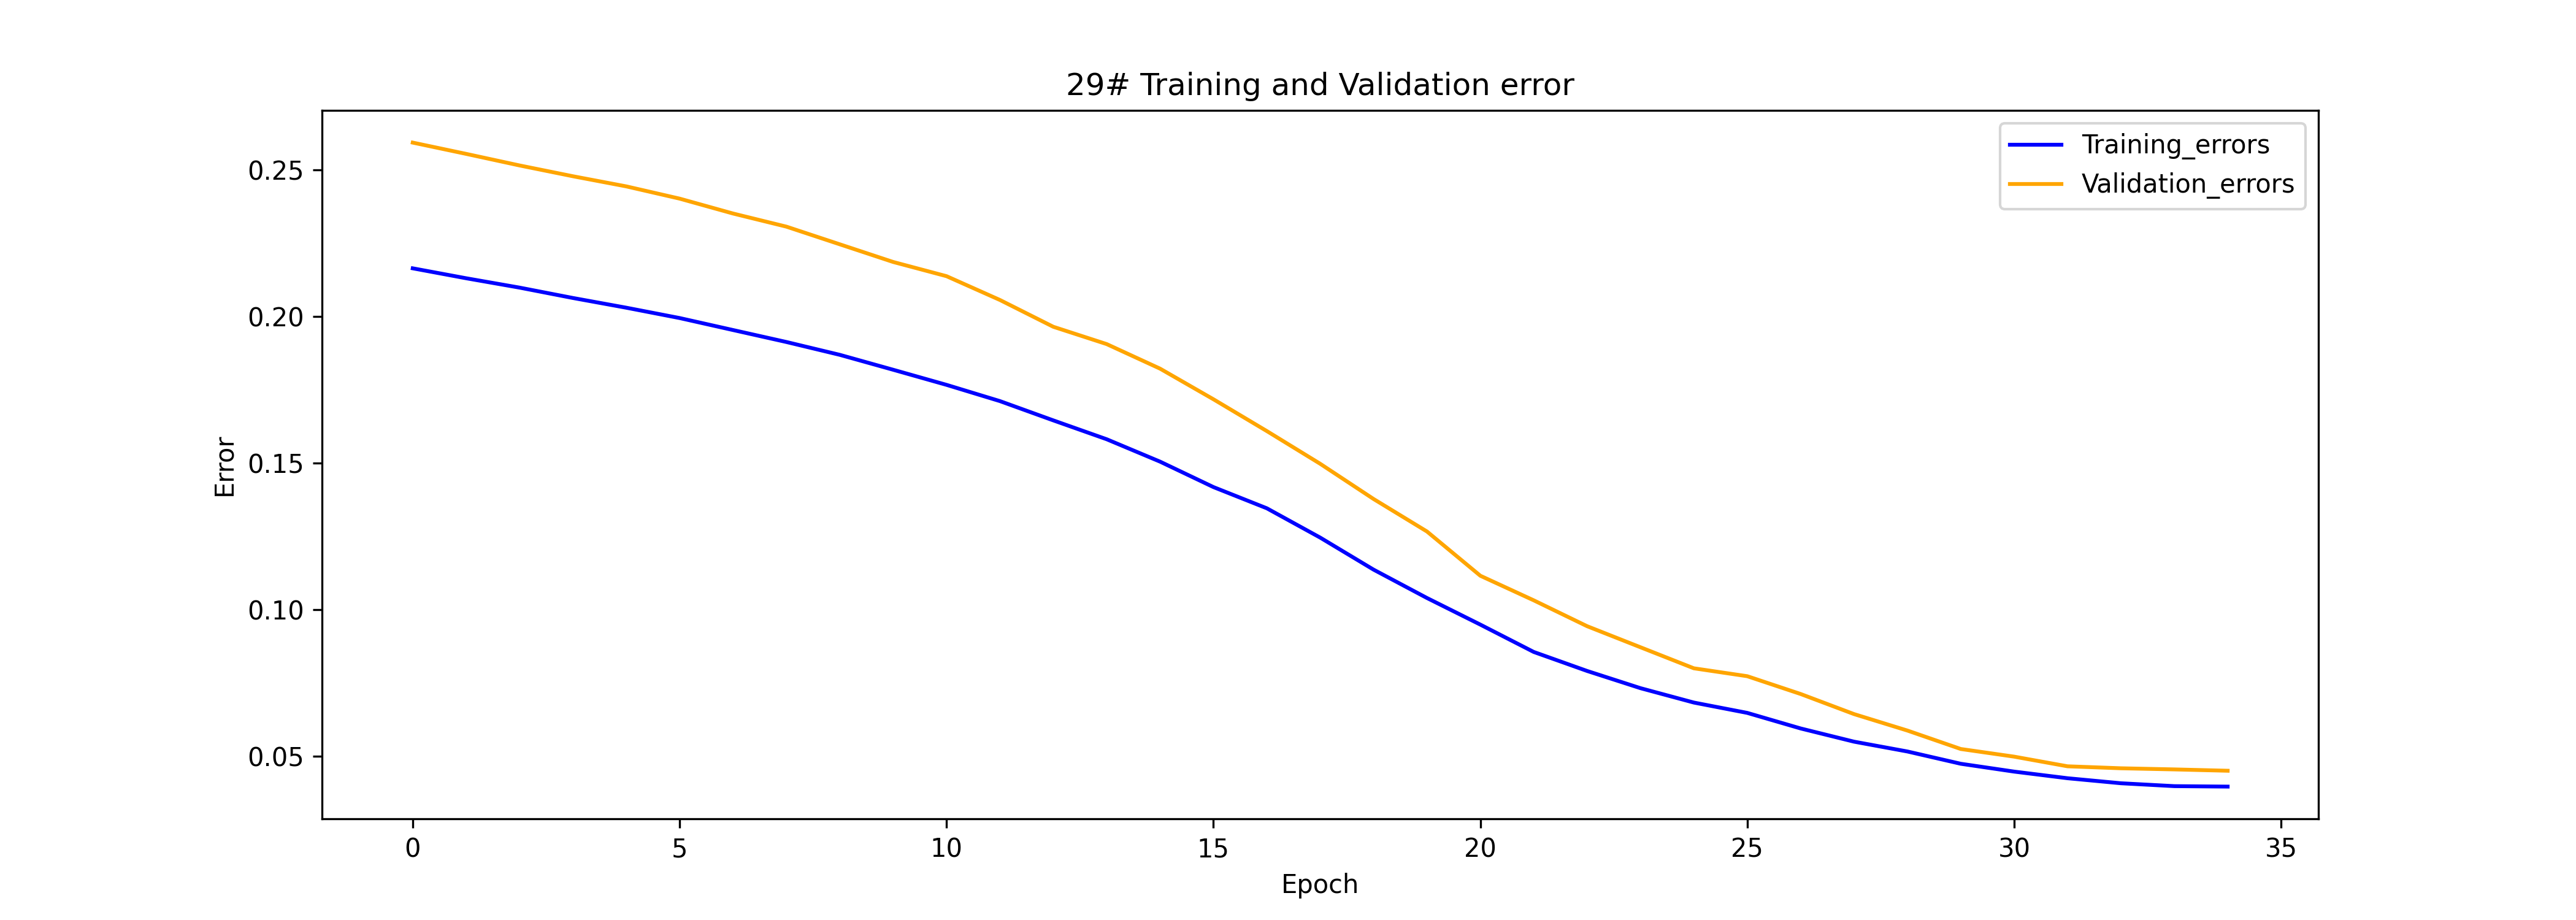 29# Training and Validation error
Training_errors
Validation_errors
0.25
0.20
0.15
0.10
0.05
Error
0 5 10 15 20 25 30 35
Epoch